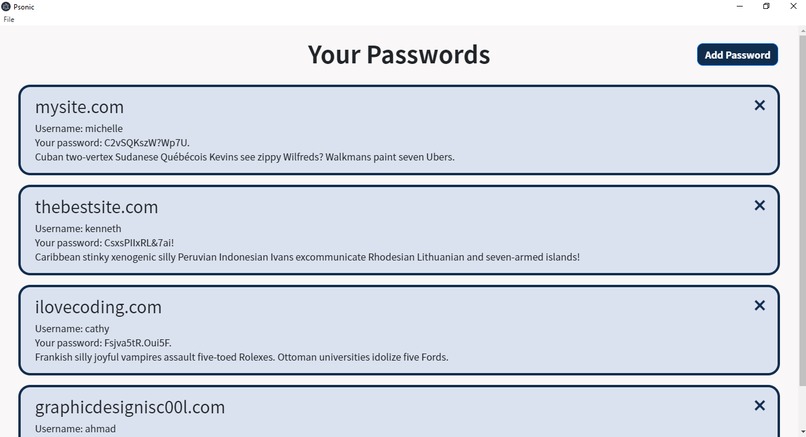 Psonic
File
Your Passwords
Add Password
mysite.com
Username: michelle
Your password: C2vSQKszW?Wp7U.
Cuban two-vertex Sudanese Québécois Kevins see zippy Wilfreds? Walkmans paint seven Ubers.
thebestsite.com
Username: kenneth
Your password: CsxsPIIxRL&7ai!
Caribbean stinky xenogenic silly Peruvian Indonesian Ivans excommunicate Rhodesian Lithuanian and seven-armed islands!
ilovecoding.com
Username: cathy
Your password: Fsjva5tR.Oui5F.
Frankish silly joyful vampires assault five-toed Rolexes. Ottoman universities idolize five Fords.
graphicdesignisc00l.com
Username: ahmad